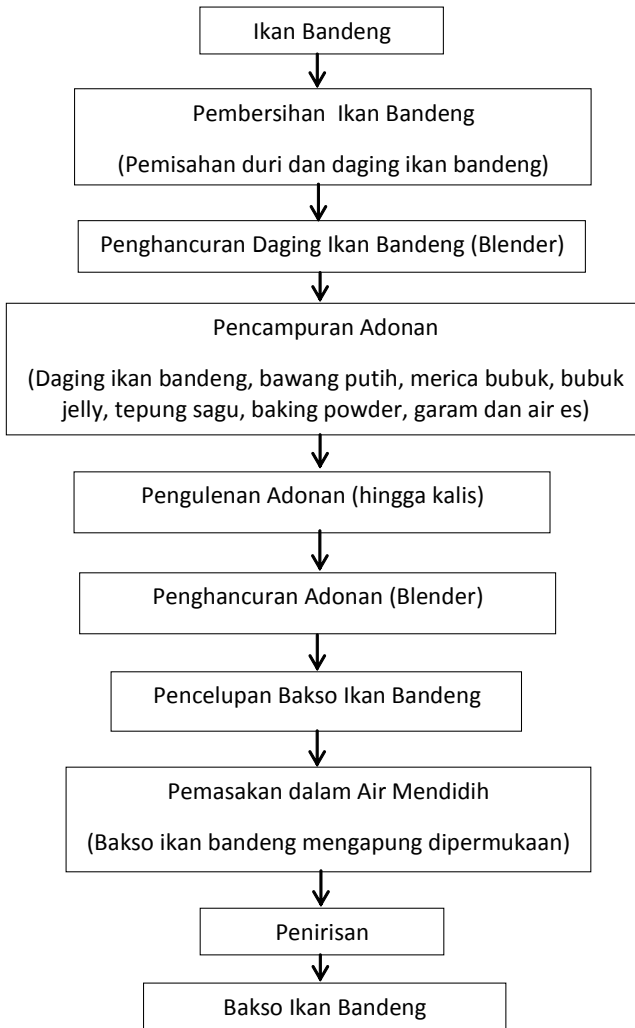 Ikan Bandeng
Pembersihan Ikan Bandeng
(Pemisahan duri dan daging ikan bandeng)
Penghancuran Daging Ikan Bandeng (Blender)
Pencampuran Adonan
(Daging ikan bandeng, bawang putih, merica bubuk, bubuk
jelly, tepung sagu, baking powder, garam dan air es)
Pengulenan Adonan (hingga kalis)
Penghancuran Adonan (Blender)
Pencelupan Bakso Ikan Bandeng
Pemasakan dalam Air Mendidih
(Bakso ikan bandeng mengapung dipermukaan)
Penirisan
Bakso Ikan Bandeng